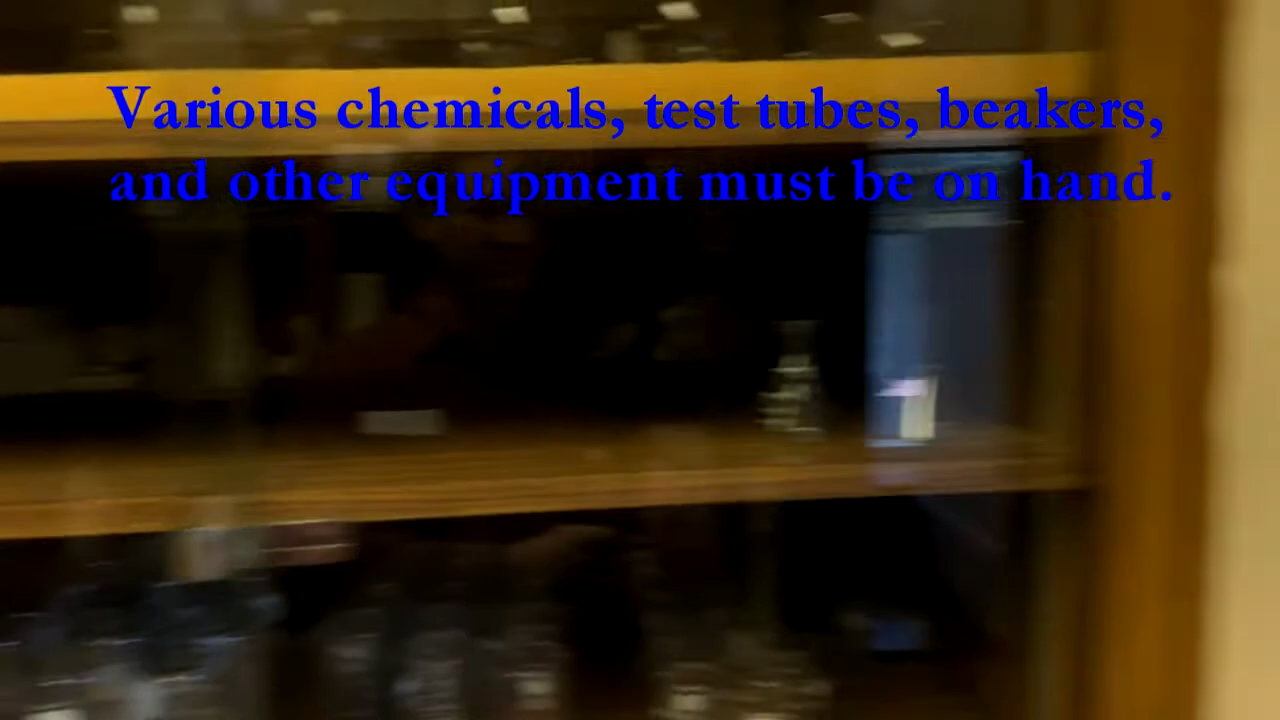 Various chemicals, test tubes, beakers,
and other equipment must be on hand.